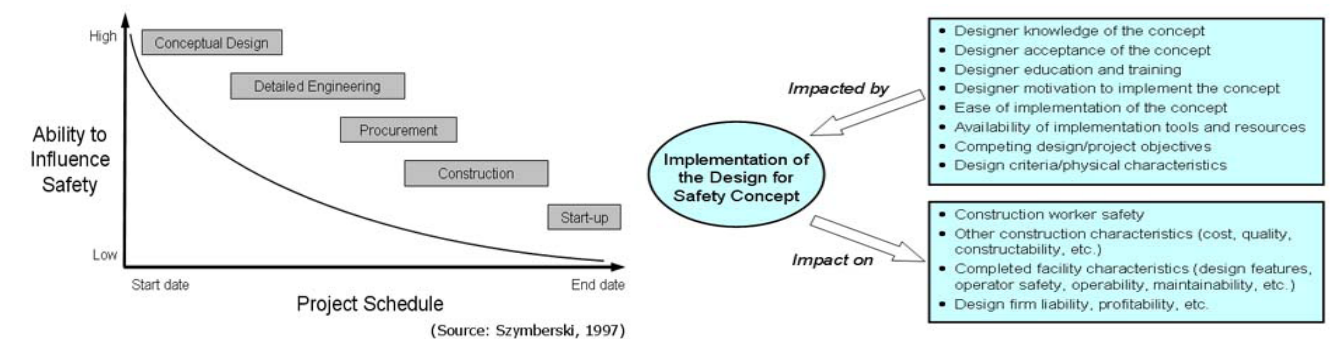 High
Conceptual Design
Detailed Engineering
Procurement
Construction
Start-up
Ability to
Influence
Safety
Low
Start date
End date
Project Schedule
(Source: Szymberski, 1997)
Impacted by
Implementation of
the Design for
Safety Concept
Impact on
• Designer knowledge of the concept
• Designer acceptance of the concept
• Designer education and training
• Designer motivation to implement the concept
• Ease of implementation of the concept
• Availability of implementation tools and resources
• Competing design/project objectives
• Design criteria/physical characteristics
• Construction worker safety
• Other construction characteristics (cost, quality,
constructability, etc.)
• Completed facility characteristics (design features,
operator safety, operability, maintainability, etc.)
• Design firm liability, profitability, etc.